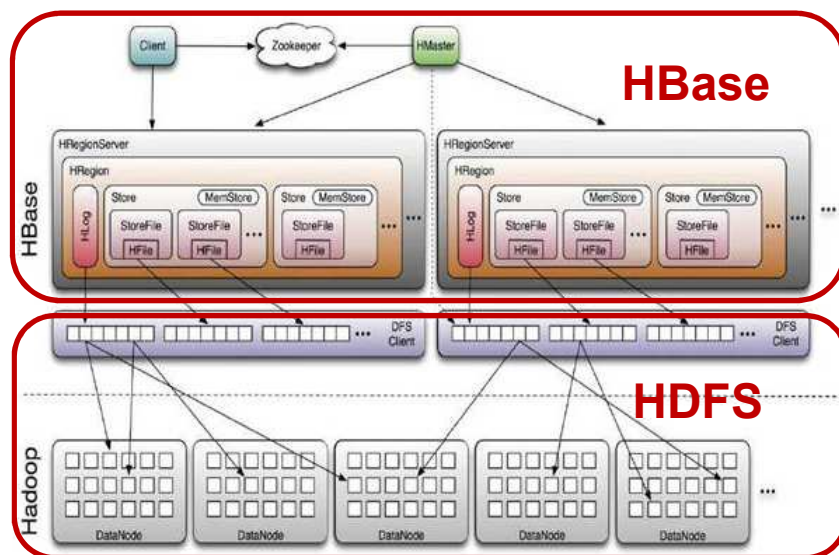 Client
Zookeeper
HMaster
HBase
HRegionServer
HRegionServer
HRegion
HRegion
HBase
Store
MemStore
Store
MemStore
Store
MemStore
Store
MemStore
HLog
StoreFile
StoreFile
...
StoreFile
...
...
HLog
StoreFile
StoreFile
...
StoreFile
...
...
...
HFile
HFile
HFile
HFile
HFile
HFile
...
DFS
Client
...
DFS
Client
HDFS
Hadoop
...
DataNode
DataNode
DataNode
DataNode
DataNode